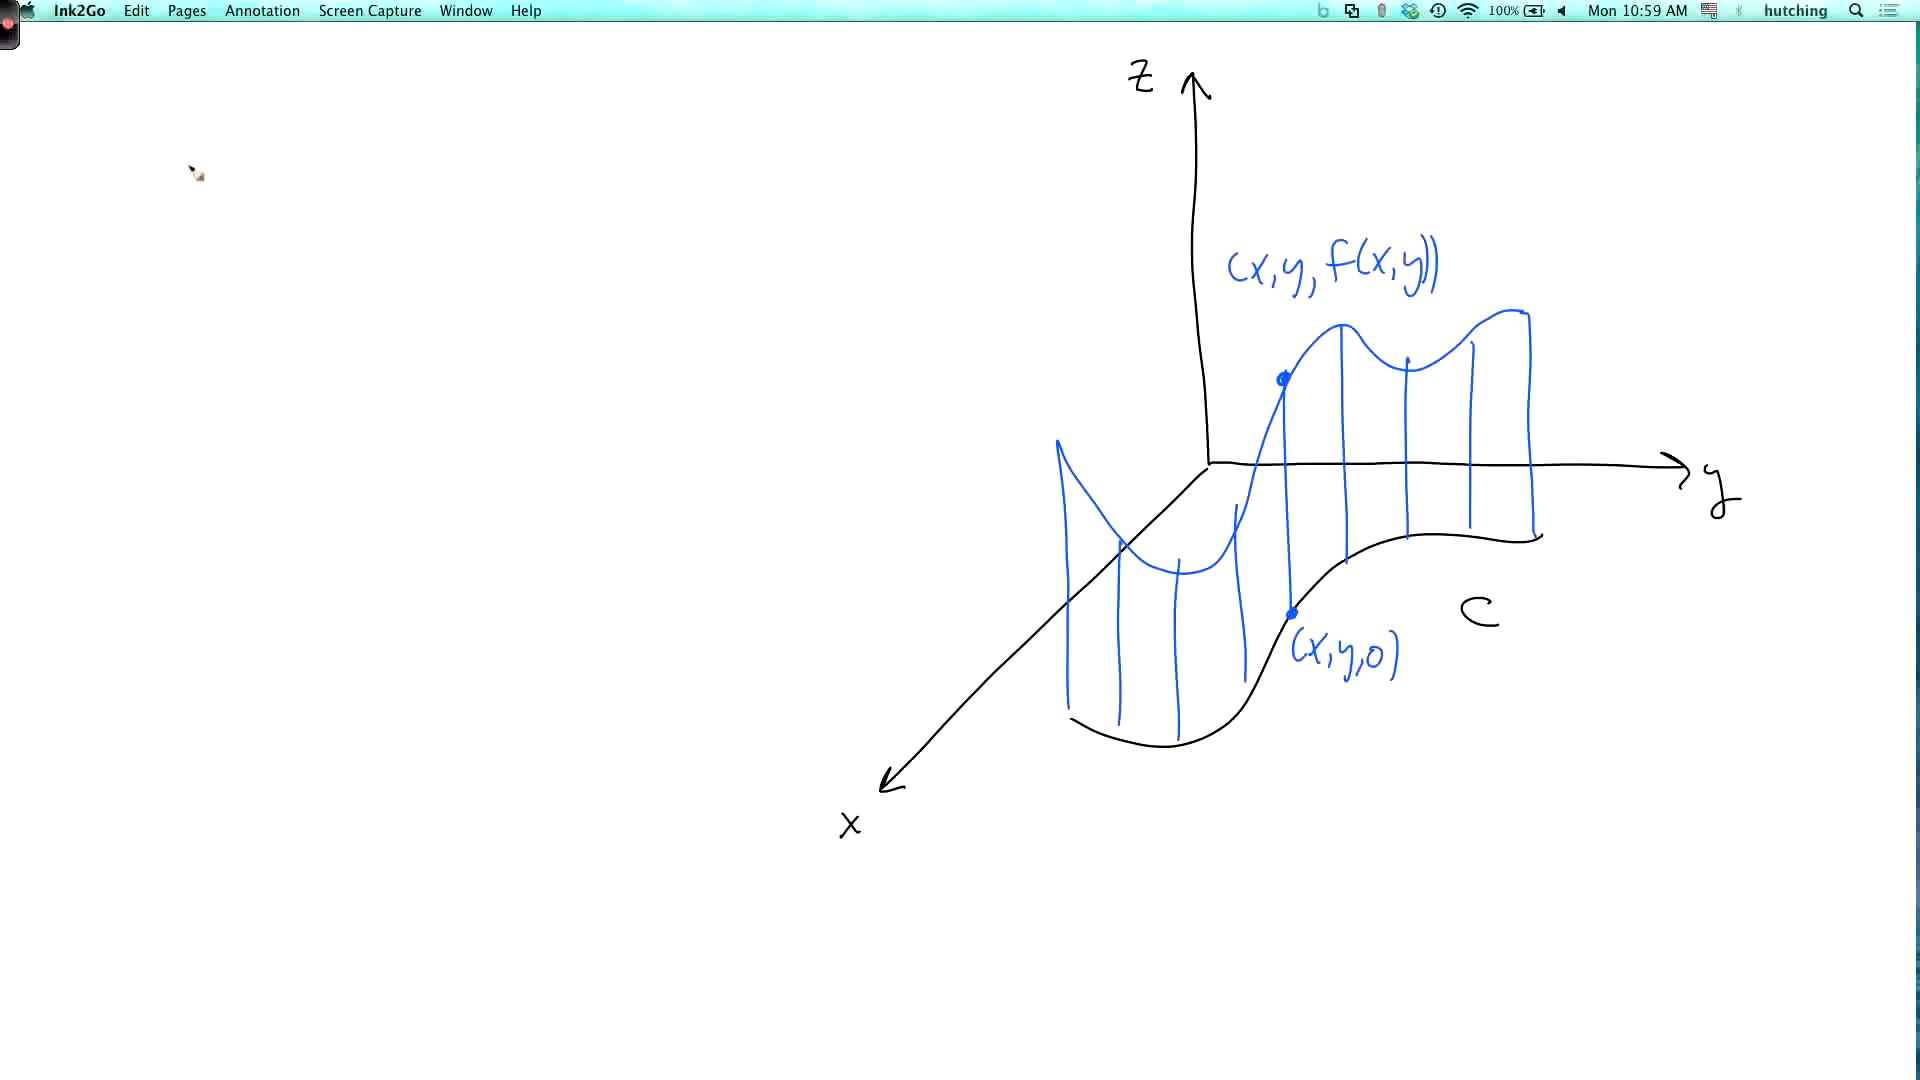 Ink2Go Edit Pages Annotation Screen Capture Window Help 100% Mon 10:59 AM hutching
z
(x,y,f(x,y))
y
C
(x,y,0)
x